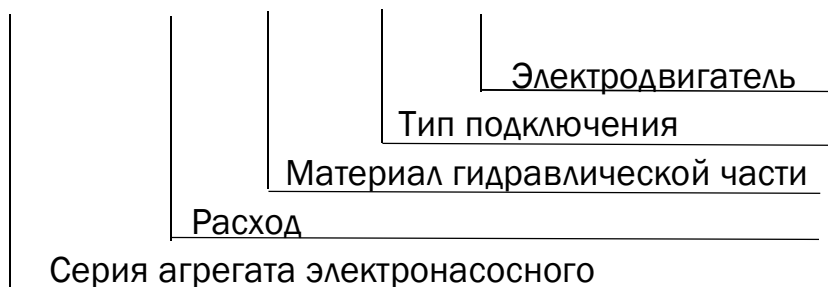 Электродвигатель
Тип подключения
Материал гидравлической части
Расход
Серия агрегата электронасосного